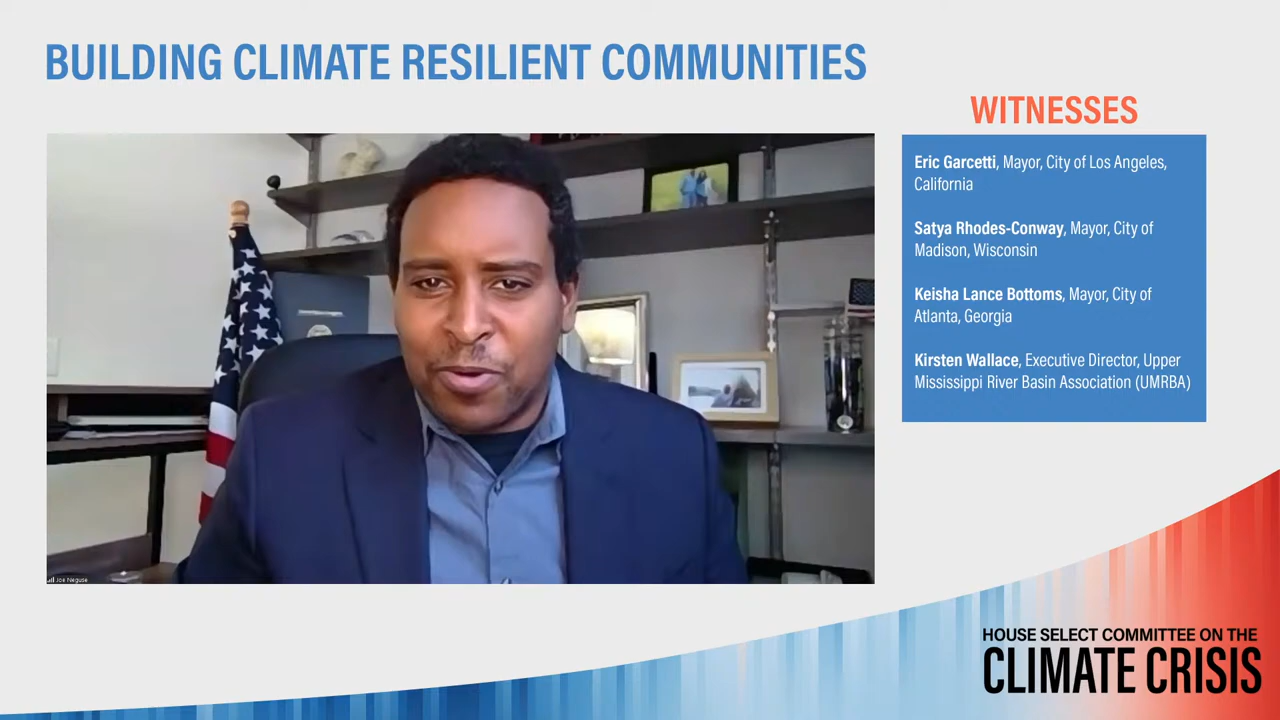 BUILDING CLIMATE RESILIENT COMMUNITIES
WITNESSES
Eric Garcetti, Mayor, City of Los Angeles,
California
Satya Rhodes-Conway, Mayor, City of
Madison, Wisconsin
Keisha Lance Bottoms, Mayor, City of
Atlanta, Georgia
Kirsten Wallace, Executive Director, Upper
Mississippi River Basin Association (UMRBA)
Joe Neguse
HOUSE SELECT COMMITTEE ON THE
CLIMATE CRISIS